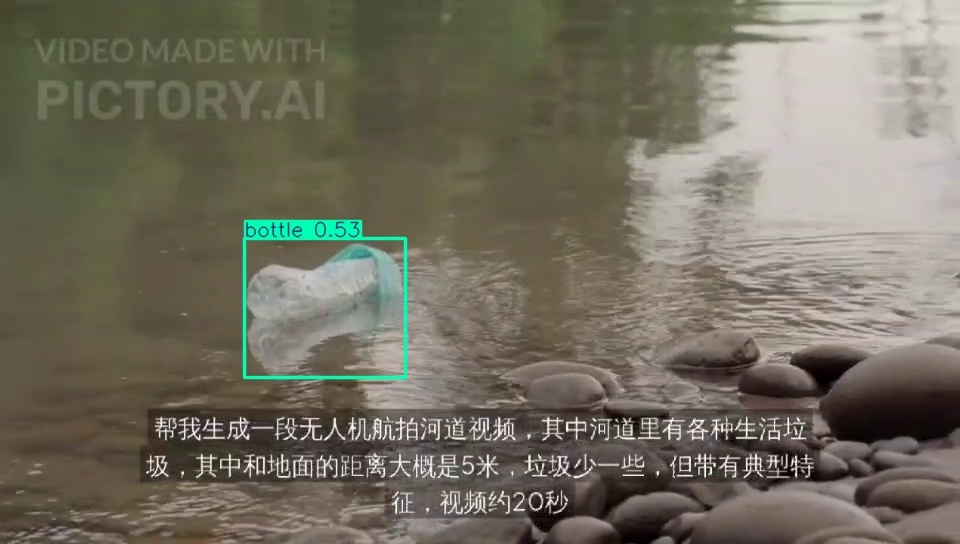 VIDEO MADE WITH
PICTORY.AI
bottle 0.53
帮我生成一段无人机航拍河道视频，其中河道里有各种生活垃
圾，其中和地面的距离大概是5米，垃圾少一些，但带有典型特
征，视频约20秒